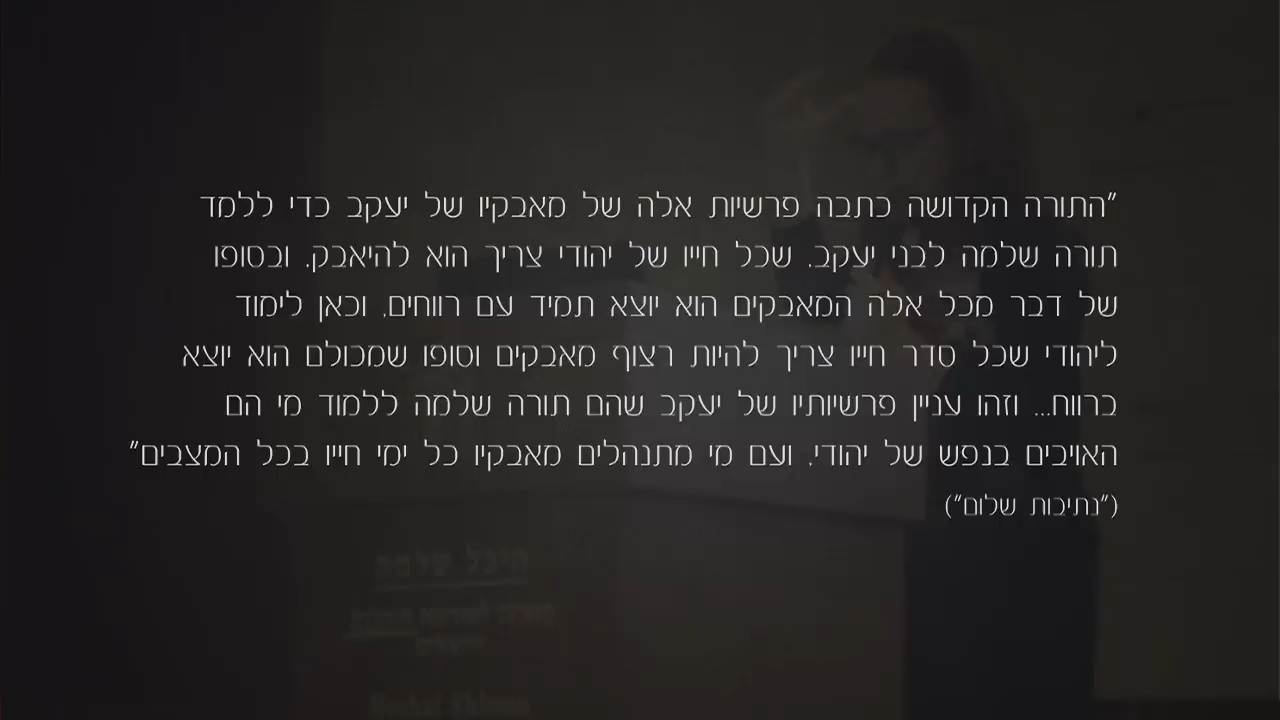 "התורה הקדושה כתבה פרשיות אלה של מאבקיו של יעקב כדי ללמד
תורה שלמה לבני יעקב, שכל חייו של יהודי צריך הוא להיאבק, ובסופו
של דבר מכל אלה המאבקים הוא יוצא תמיד עם רווחים, וכאן לימוד
ליהודי שכל סדר חייו צריך להיות רצוף מאבקים וסופו שמכולם הוא יוצא
ברווח... וזהו עניין פרשיותיו של יעקב שהם תורה שלמה ללמוד מי הם
האויבים בנפש של יהודי, ועם מי מתנהלים מאבקיו כל ימי חייו בכל המצבים"
("נתיבות שלום")
היכל שלמה